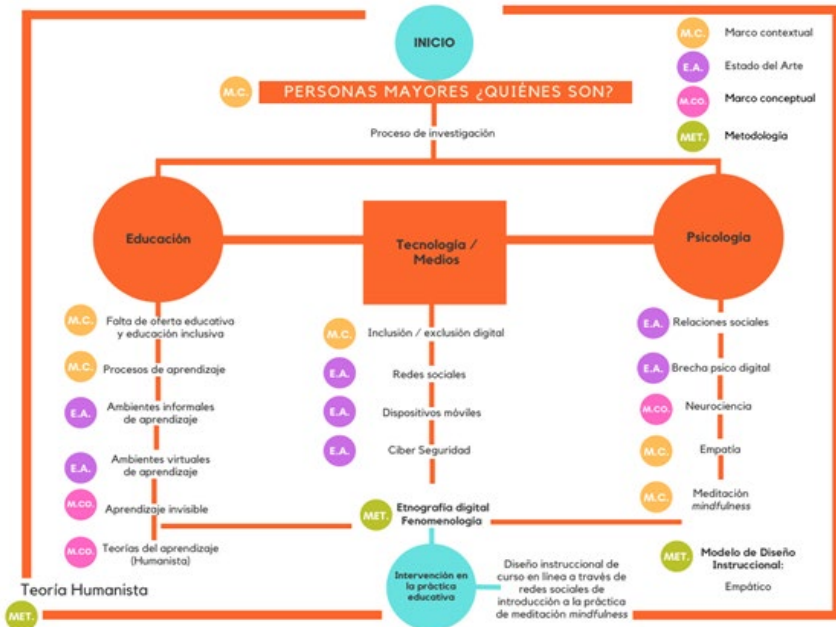 INICIO
M.C.
Marco contextual
E.A.
Estado del Arte
M.CO.
Marco conceptual
MET.
Metodología
M.C.
PERSONAS MAYORES ¿QUIÉNES SON?
Proceso de investigación
Educación
Tecnología /
Medios
Psicología
M.C.
Falta de oferta educativa
y educación inclusiva
M.C.
Procesos de aprendizaje
E.A.
Ambientes informales
de aprendizaje
E.A.
Ambientes virtuales
de aprendizaje
M.CO.
Aprendizaje invisible
M.CO.
Teorías del aprendizaje
(Humanista)
M.C.
Inclusión / exclusión digital
E.A.
Redes sociales
E.A.
Dispositivos móviles
E.A.
Ciber Seguridad
E.A.
Relaciones sociales
E.A.
Brecha psico digital
M.CO.
Neurociencia
M.C.
Empatía
M.C.
Meditación
mindfulness
MET.
Etnografía digital
Fenomenología
Intervención en
la práctica
educativa
Diseño instruccional de
curso en línea a través de
redes sociales de
introducción a la práctica
de meditación mindfulness
MET.
Modelo de Diseño
Instruccional:
Empático
Teoría Humanista
MET.